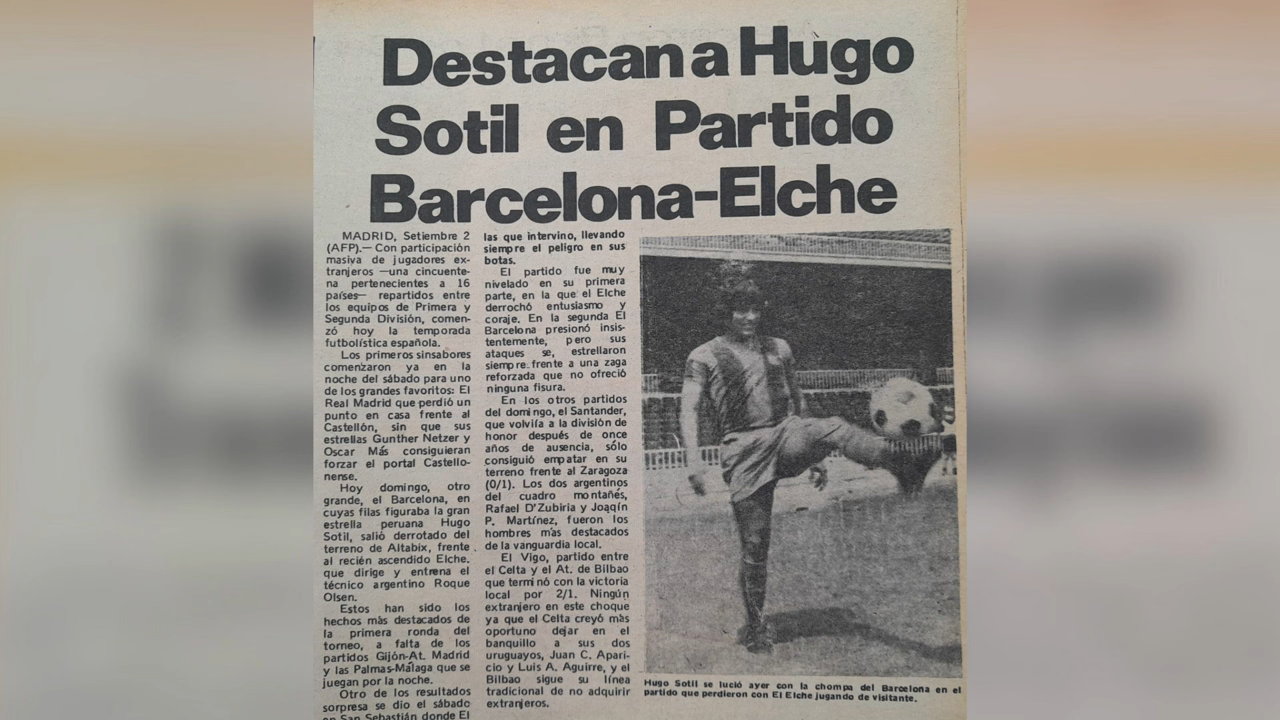 Destacan a Hugo
Sotil en Partido
Barcelona-Elche
MADRID, Setiembre 2
(AFP).— Con participación
masiva de jugadores ex-
tranjeros —una cincuente-
na pertenecientes a 16
países— repartidos entre
los equipos de Primera y
Segunda División, comen-
zó hoy la temporada
futbolística española.
Los primeros sinsabores
comenzaron ya en la
noche del sábado para uno
de los grandes favoritos: El
Real Madrid que perdió un
punto en casa frente al
Castellón, sin que sus
estrellas Gunther Netzer y
Oscar Más consiguieran
forzar el portal Castello-
nense.
Hoy domingo, otro
grande, el Barcelona, en
cuyas filas figuraba la gran
estrella peruana Hugo
Sotil, salió derrotado del
terreno de Altabix, frente
al recién ascendido Elche.
que dirige y entrena el
técnico argentino Roque
Olsen.
Estos han sido los
hechos más destacados de
la primera ronda del
torneo, a falta de los
partidos Gijón-At. Madrid
y las Palmas-Málaga que se
juegan por la noche.
Otro de los resultados
sorpresa se dio el sábado
en San Sebastián donde El
las que intervino, llevando
siempre el peligro en sus
botas.
El partido fue muy
nivelado en su primera
parte, en la que el Elche
derrochó entusiasmo y
coraje. En la segunda El
Barcelona presionó insis-
tentemente, pero sus
ataques se, estrellaron
siempre frente a una zaga
reforzada que no ofreció
ninguna fisura.
En los otros partidos
del domingo, el Santander,
que volvíía a la división de
honor después de once
años de ausencia, sólo
consiguió empatar en su
terreno frente al Zaragoza
(0/1). Los dos argentinos
del cuadro montañés,
Rafael D'Zubiria y Joaqín
P. Martínez, fueron los
hombres más destacados
de la vanguardia local.
El Vigo, partido entre
el Celta y el At. de Bilbao
que terminó con la victoria
local por 2/1. Ningún
extranjero en este choque
ya que el Celta creyó más
oportuno dejar en el
banquillo a sus dos
uruguayos, Juan C. Apari-
cio y Luis A. Aguirre, y el
Bilbao sigue su línea
tradicional de no adquirir
extranjeros.
Hugo Sotil se lució ayer con la chompa del Barcelona en el
partido que perdieron con El Elche jugando de visitante.